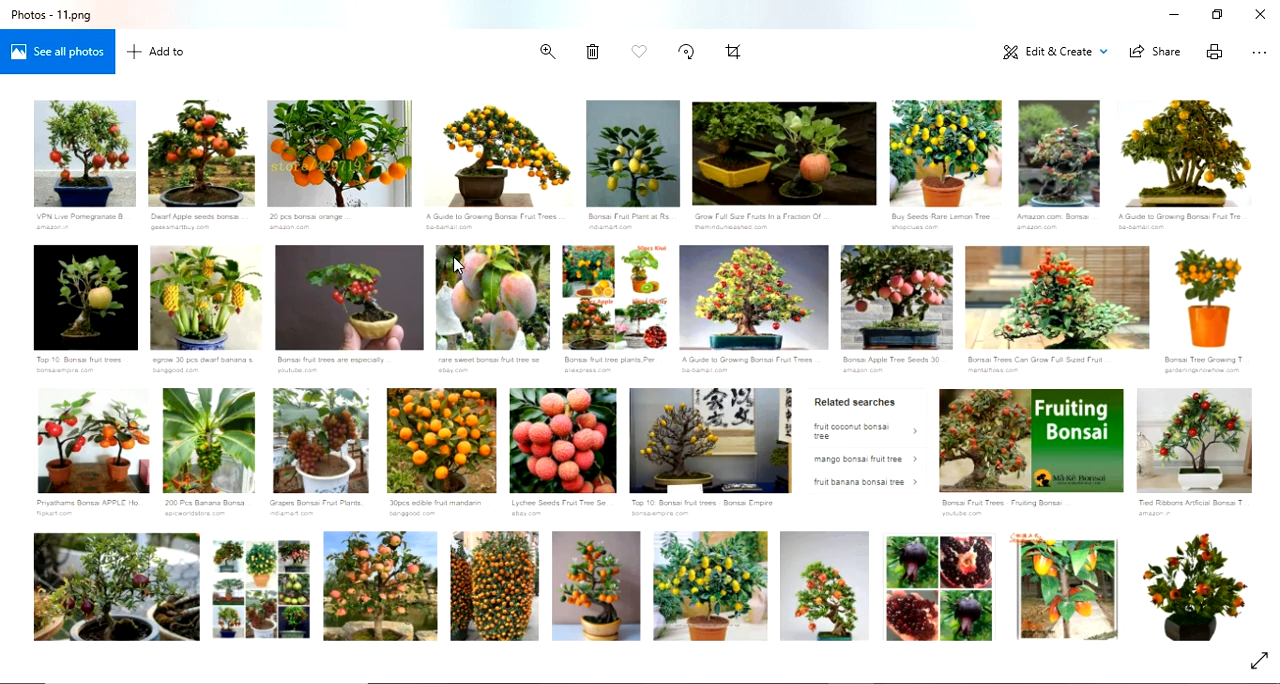 Photos - 11.png
See all photos
Add to
Edit & Create
Share
VPN Live Pomegranate B...
amazon.in
Dwarf Apple seeds bonsai ...
geeksmartbuy.com
20 pcs bonsai orange ...
amazon.com
A Guide to Growing Bonsai Fruit Trees ...
ba-bamail.com
Bonsai Fruit Plant at Rs...
indiamart.com
Grow Full Size Fruits In a Fraction Of ...
themindunleashed.com
Buy Seeds-Rare Lemon Tree...
shopclues.com
Amazon.com: Bonsai ...
amazon.com
A Guide to Growing Bonsai Fruit Tre...
ba-bamail.com
Top 10: Bonsai fruit trees -
bonsaiempire.com
egrow 30 pcs dwarf banana s...
banggood.com
Bonsai fruit trees are especially ...
youtube.com
rare sweet bonsai fruit tree se
ebay.com
50pcs Kiwi
Bonsai fruit tree plants,Per
aliexpress.com
A Guide to Growing Fruit Trees ...
ba-bamail.com
Bonsai Apple Tree Seeds 30
amazon.com
Bonsai Trees Can Grow Full-Sized Fruit ...
mentalfloss.com
Bonsai Tree Growing T...
gardeningknowhow.com
Priyathams Bonsai APPLE Ho...
flipkart.com
200 Pcs Banana Bonsa
epicworldstore.com
Grapes Bonsai Fruit Plants..
indiamart.com
30pcs edible fruit mandarin
banggood.com
Lychee Seeds Fruit Tree Se...
ebay.com
Top 10: Bonsai fruit trees - Bonsai Empire
bonsaiempire.com
Related searches
fruit coconut bonsai
tree
mango bonsai fruit tree
fruit banana bonsai tree
Fruiting
Bonsai
Ma-Ke Bonsai
Bonsai Fruit Trees - Fruiting Bonsai ...
youtube.com
Tied Ribbons Artficial Bonsai T...
amazon.in